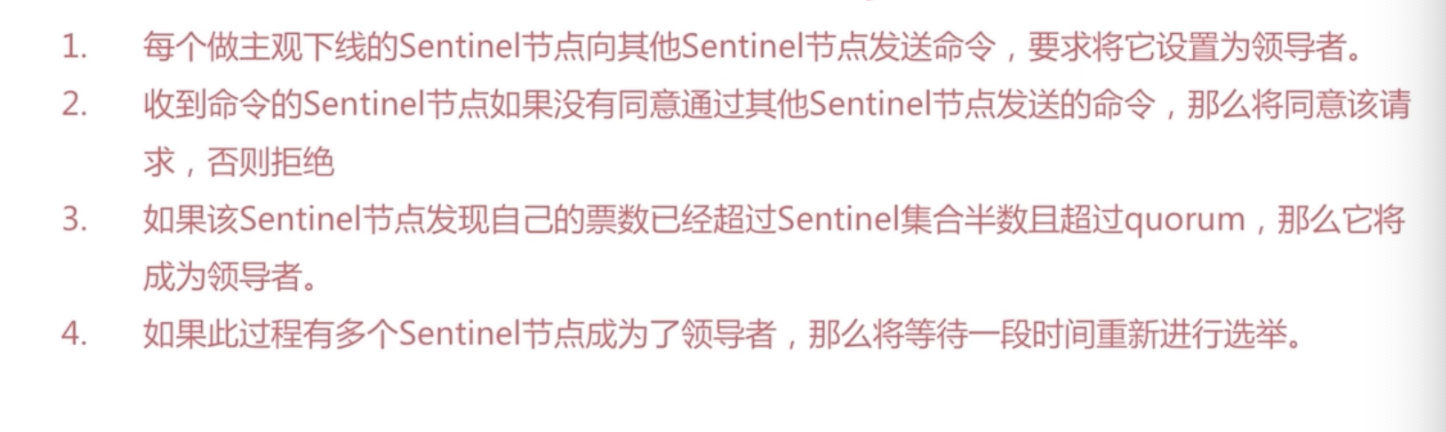 1. 每个做主观下线的Sentinel节点向其他Sentinel节点发送命令，要求将它设置为领导者。
2. 收到命令的Sentinel节点如果没有同意通过其他Sentinel节点发送的命令，那么将同意该请
求，否则拒绝
3. 如果该Sentinel节点发现自己的票数已经超过Sentinel集合半数且超过quorum，那么它将
成为领导者。
4. 如果此过程有多个Sentinel节点成为了领导者，那么将等待一段时间重新进行选举。